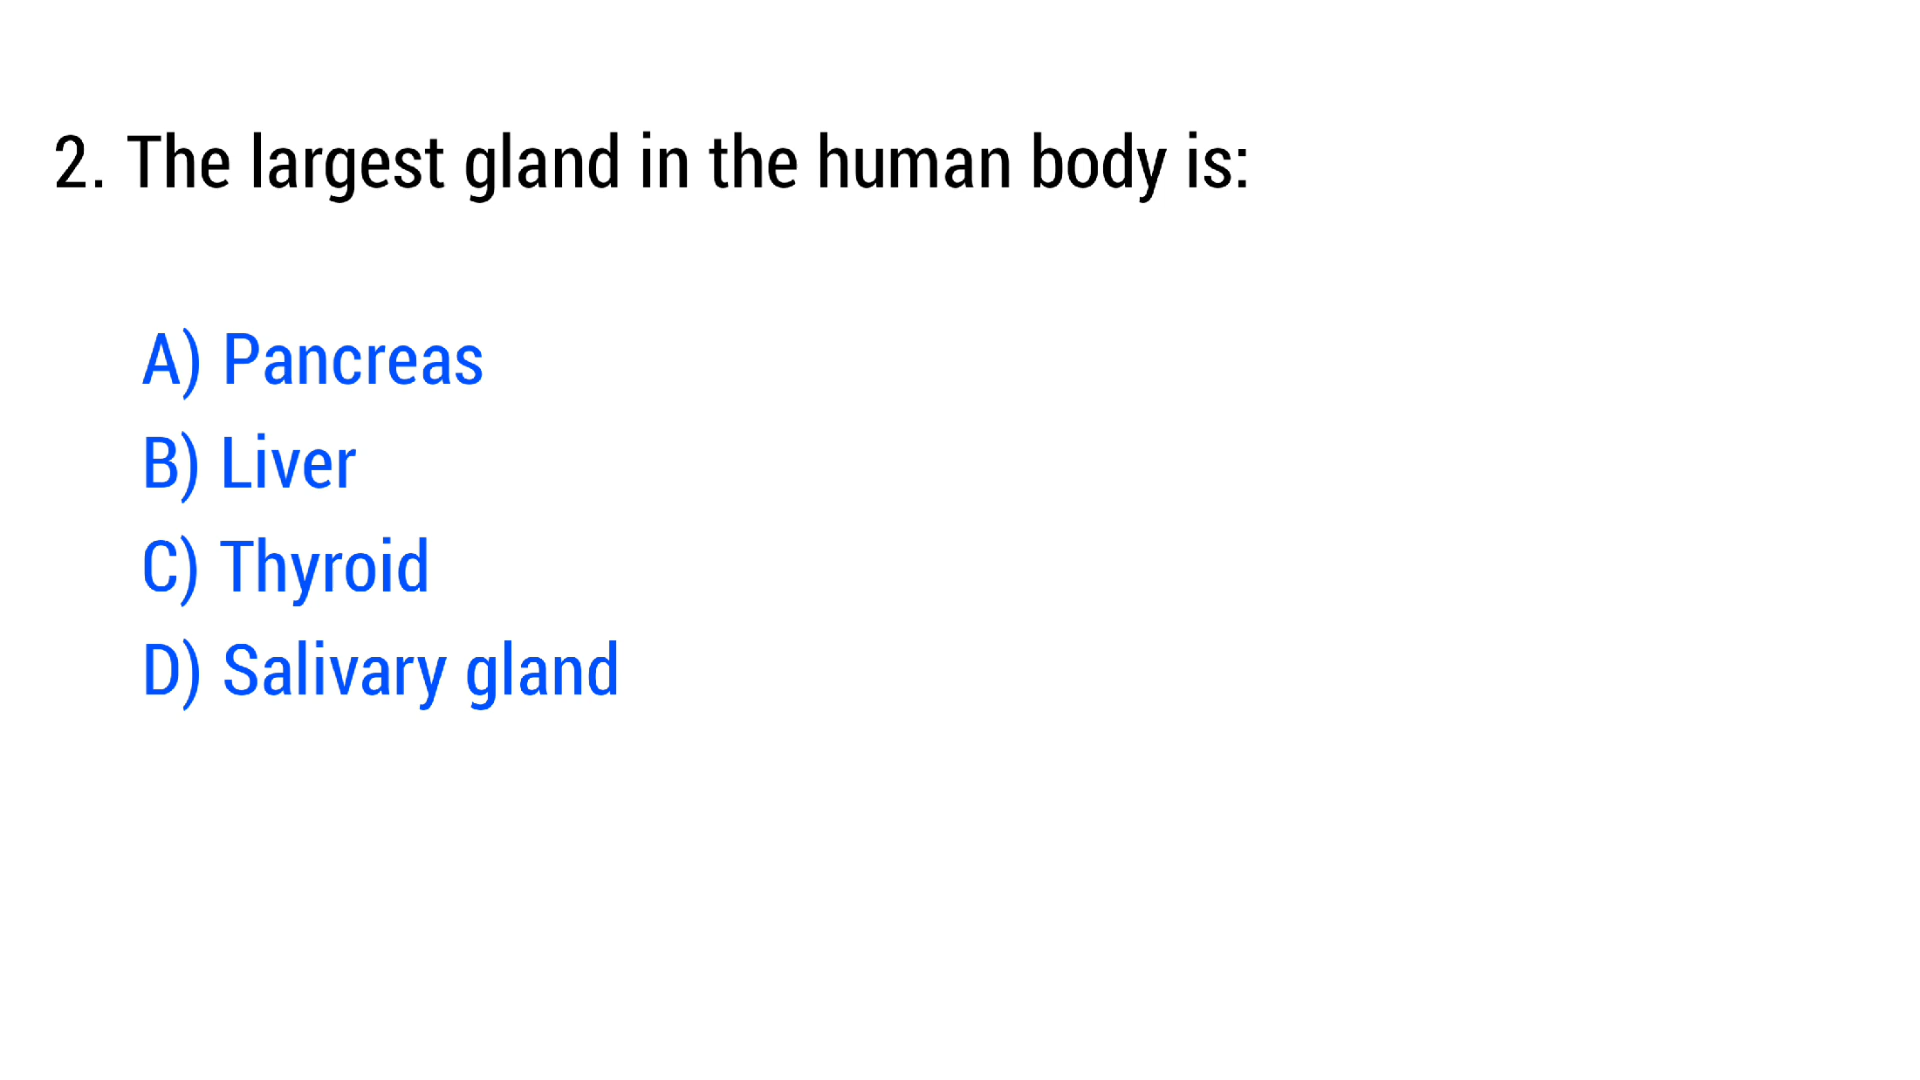 2. The largest gland in the human body is:
A) Pancreas
B) Liver
C) Thyroid
D) Salivary gland